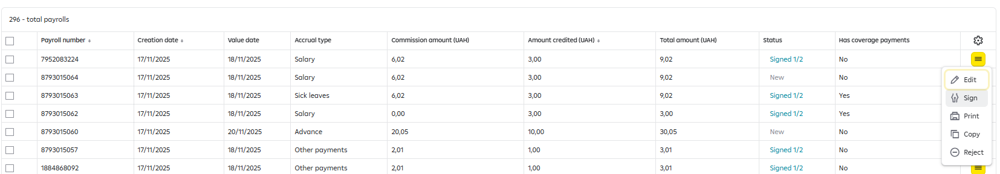 296 - total payrolls
Payroll number Creation date Value date Accrual type Commission amount (UAH) Amount credited (UAH) Total amount (UAH) Status Has coverage payments
7952083224 17/11/2025 18/11/2025 Salary 6,02 3,00 9,02 Signed 1/2 No
8793015064 17/11/2025 18/11/2025 Salary 6,02 3,00 9,02 New No
8793015063 17/11/2025 18/11/2025 Sick leaves 6,02 3,00 9,02 Signed 1/2 Yes
8793015062 17/11/2025 18/11/2025 Salary 0,00 3,00 3,00 Signed 1/2 Yes
8793015060 17/11/2025 20/11/2025 Advance 20,05 10,00 30,05 New No
8793015057 17/11/2025 18/11/2025 Other payments 2,01 1,00 3,01 Signed 1/2 No
1884868092 17/11/2025 18/11/2025 Other payments 2,01 1,00 3,01 Signed 1/2 No
Edit
Sign
Print
Copy
Reject